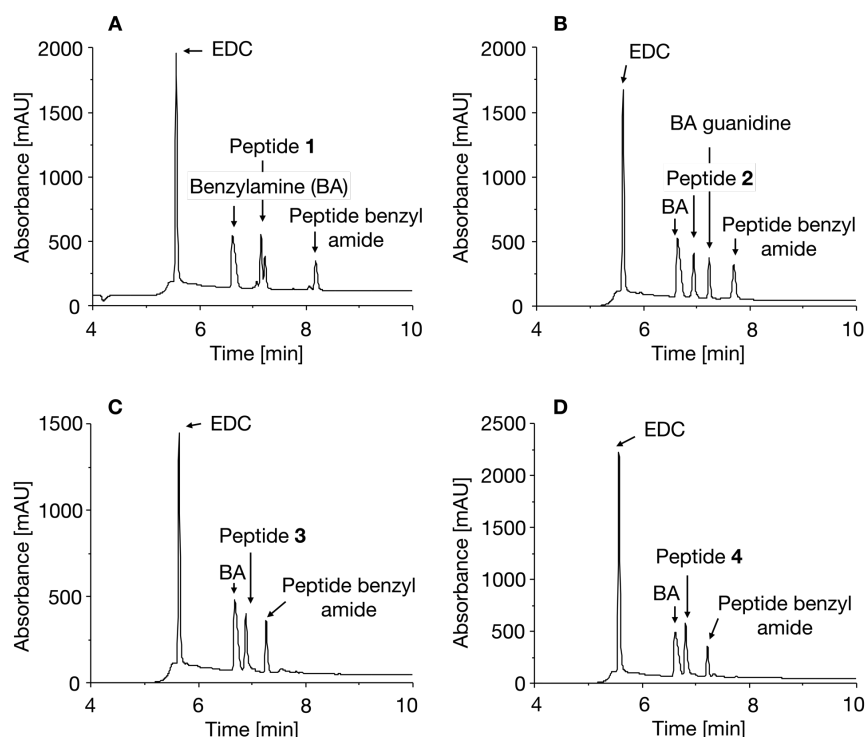 A
2000
1500
1000
500
0
Absorbance [mAU]
EDC
Peptide 1
Benzylamine (BA)
Peptide benzyl
amide
4
6
8
10
Time [min]
B
2000
1500
1000
500
0
Absorbance [mAU]
EDC
BA guanidine
Peptide 2
BA
Peptide benzyl
amide
4
6
8
10
Time [min]
C
1500
1000
500
0
Absorbance [mAU]
EDC
Peptide 3
BA
Peptide benzyl
amide
4
6
8
10
Time [min]
D
2500
2000
1500
1000
500
0
Absorbance [mAU]
EDC
Peptide 4
BA
Peptide benzyl
amide
4
6
8
10
Time [min]